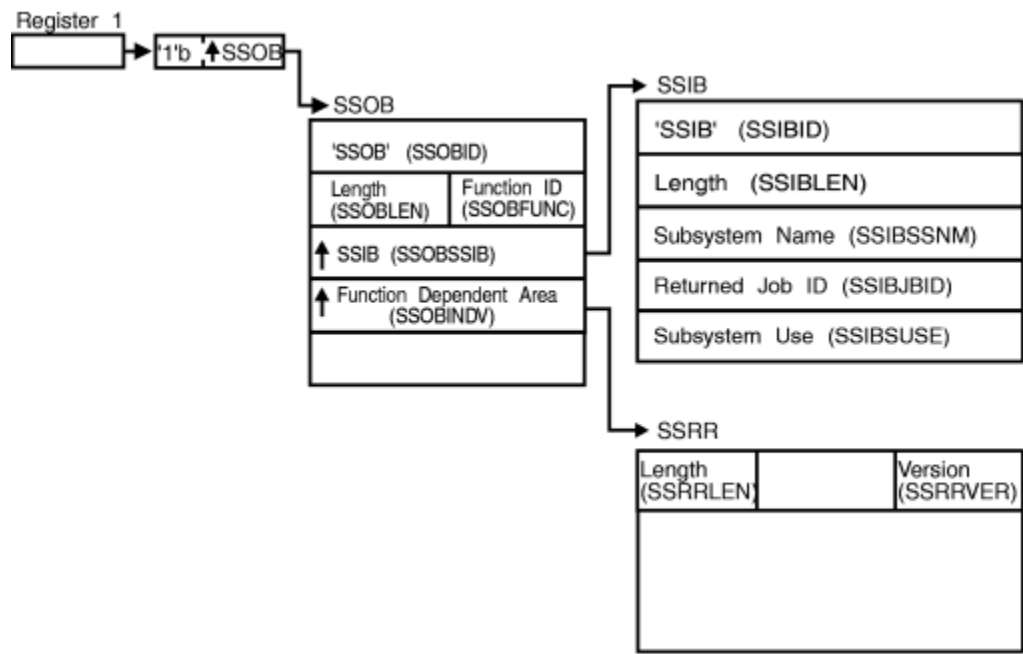 Register 1
'1'b ↑SSOB
SSOB
'SSOB' (SSOBID)
Length
(SSOBLEN)
Function ID
(SSOBFUNC)
↑ SSIB (SSOBSSIB)
↑ Function Dependent Area
(SSOBINDV)
SSIB
'SSIB' (SSIBID)
Length (SSIBLEN)
Subsystem Name (SSIBSSNM)
Returned Job ID (SSIBJBID)
Subsystem Use (SSIBSUSE)
SSRR
Length
(SSRRLEN)
Version
(SSRRVER)